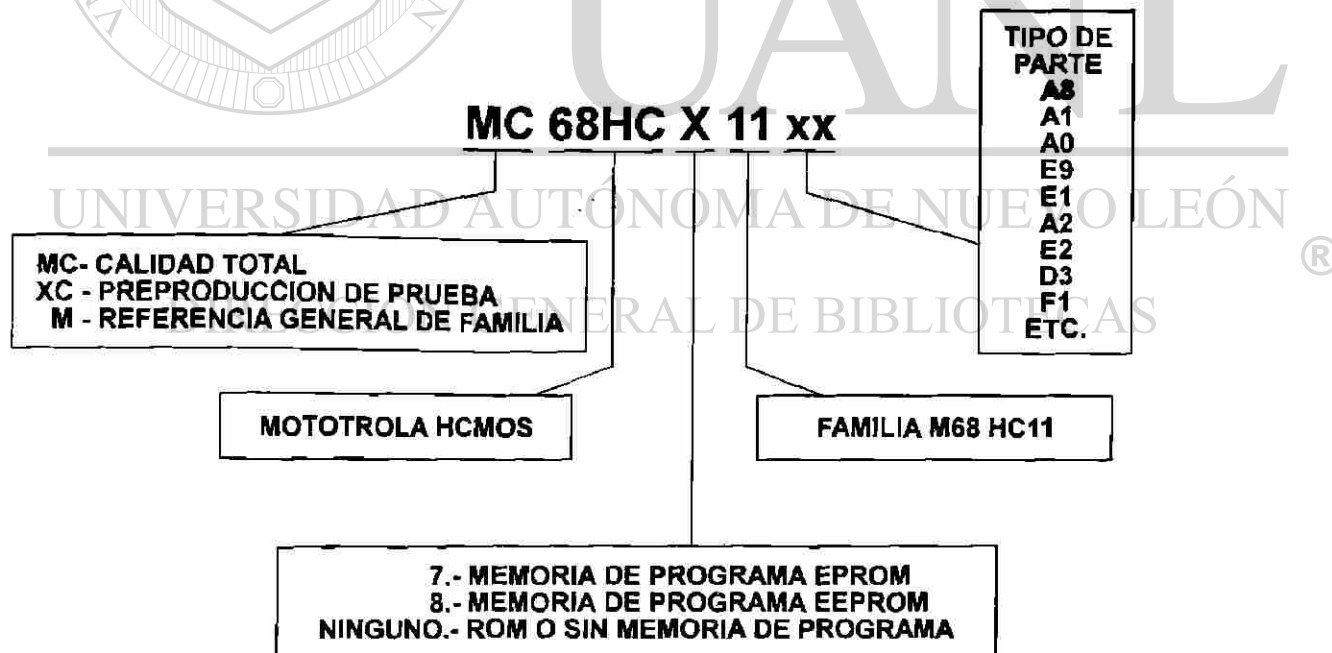 UANL
TIPO DE
PARTE
A8
A1
A0
E9
E1
A2
E2
D3
F1
ETC.
MC 68HC X 11 xx
UNIVERSIDAD AUTÓNOMA DE NUEVO LEÓN
®
MC- CALIDAD TOTAL
XC - PREPRODUCCION DE PRUEBA
M - REFERENCIA GENERAL DE FAMILIA
DIRECCIÓN GENERAL DE BIBLIOTECAS
MOTOTROLA HCMOS
FAMILIA M68 HC11
7.- MEMORIA DE PROGRAMA EPROM
8.- MEMORIA DE PROGRAMA EEPROM
NINGUNO.- ROM O SIN MEMORIA DE PROGRAMA